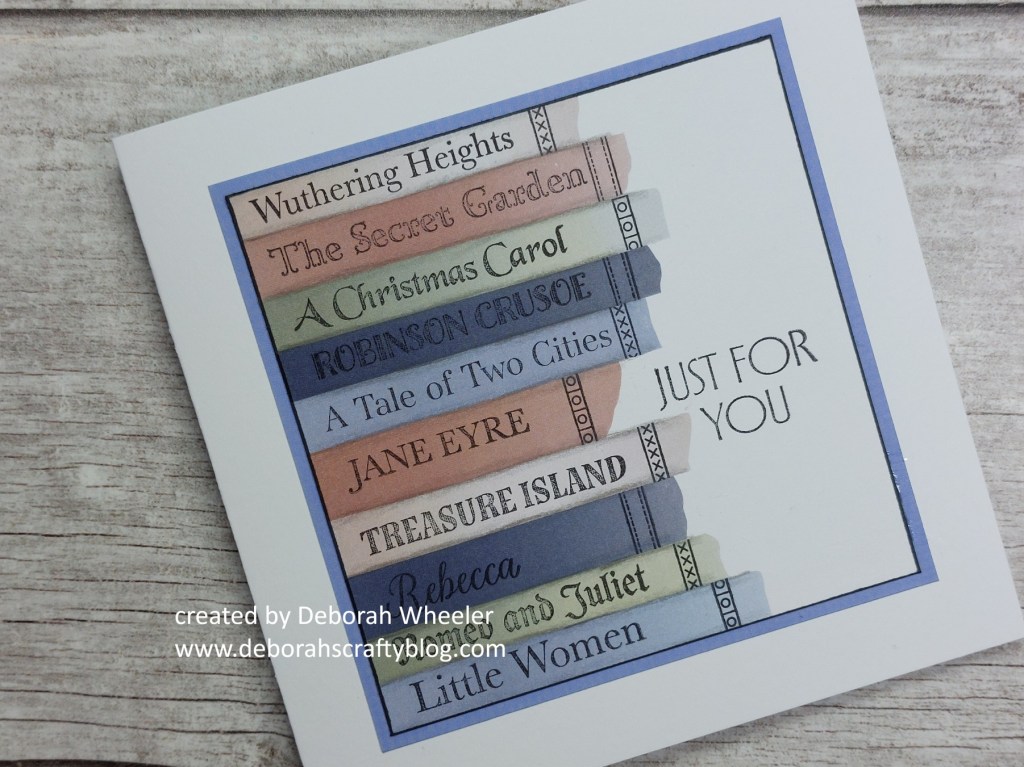 Wuthering Heights
The Secret Garden
A Christmas Carol
ROBINSON CRUSOE
A Tale of Two Cities
JANE EYRE
TREASURE ISLAND
Rebecca
Romeo and Juliet
Little Women
JUST FOR
YOU
created by Deborah Wheeler
www.deborahscraftyblog.com